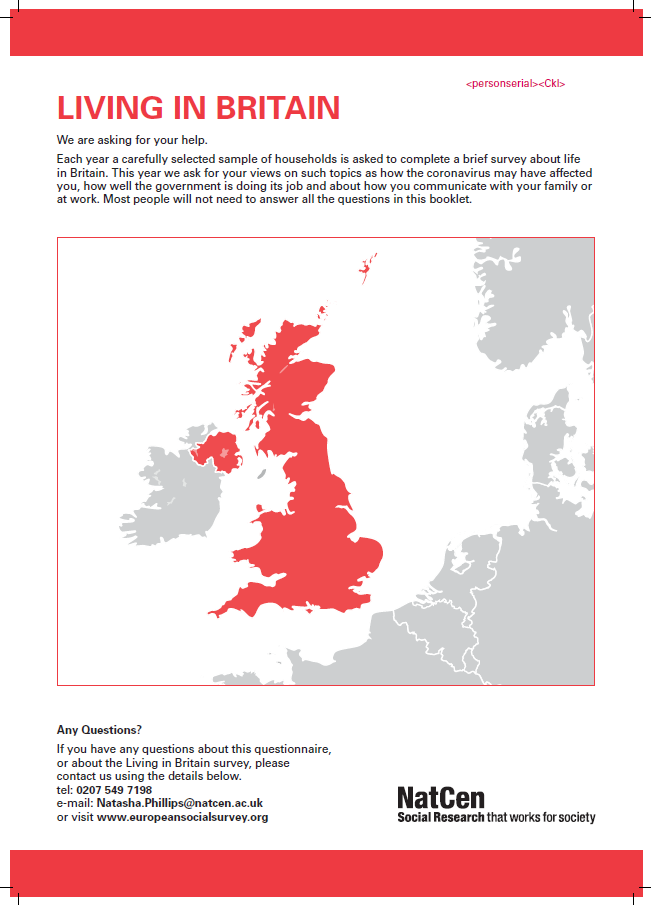 <personserial><Ckl>
LIVING IN BRITAIN
We are asking for your help.
Each year a carefully selected sample of households is asked to complete a brief survey about life
in Britain. This year we ask for your views on such topics as how the coronavirus may have affected
you, how well the government is doing its job and about how you communicate with your family or
at work. Most people will not need to answer all the questions in this booklet.
Any Questions?
If you have any questions about this questionnaire,
or about the Living in Britain survey, please
contact us using the details below.
tel: 0207 549 7198
e-mail: Natasha.Phillips@natcen.ac.uk
or visit www.europeansocialsurvey.org
NatCen
Social Research that works for society